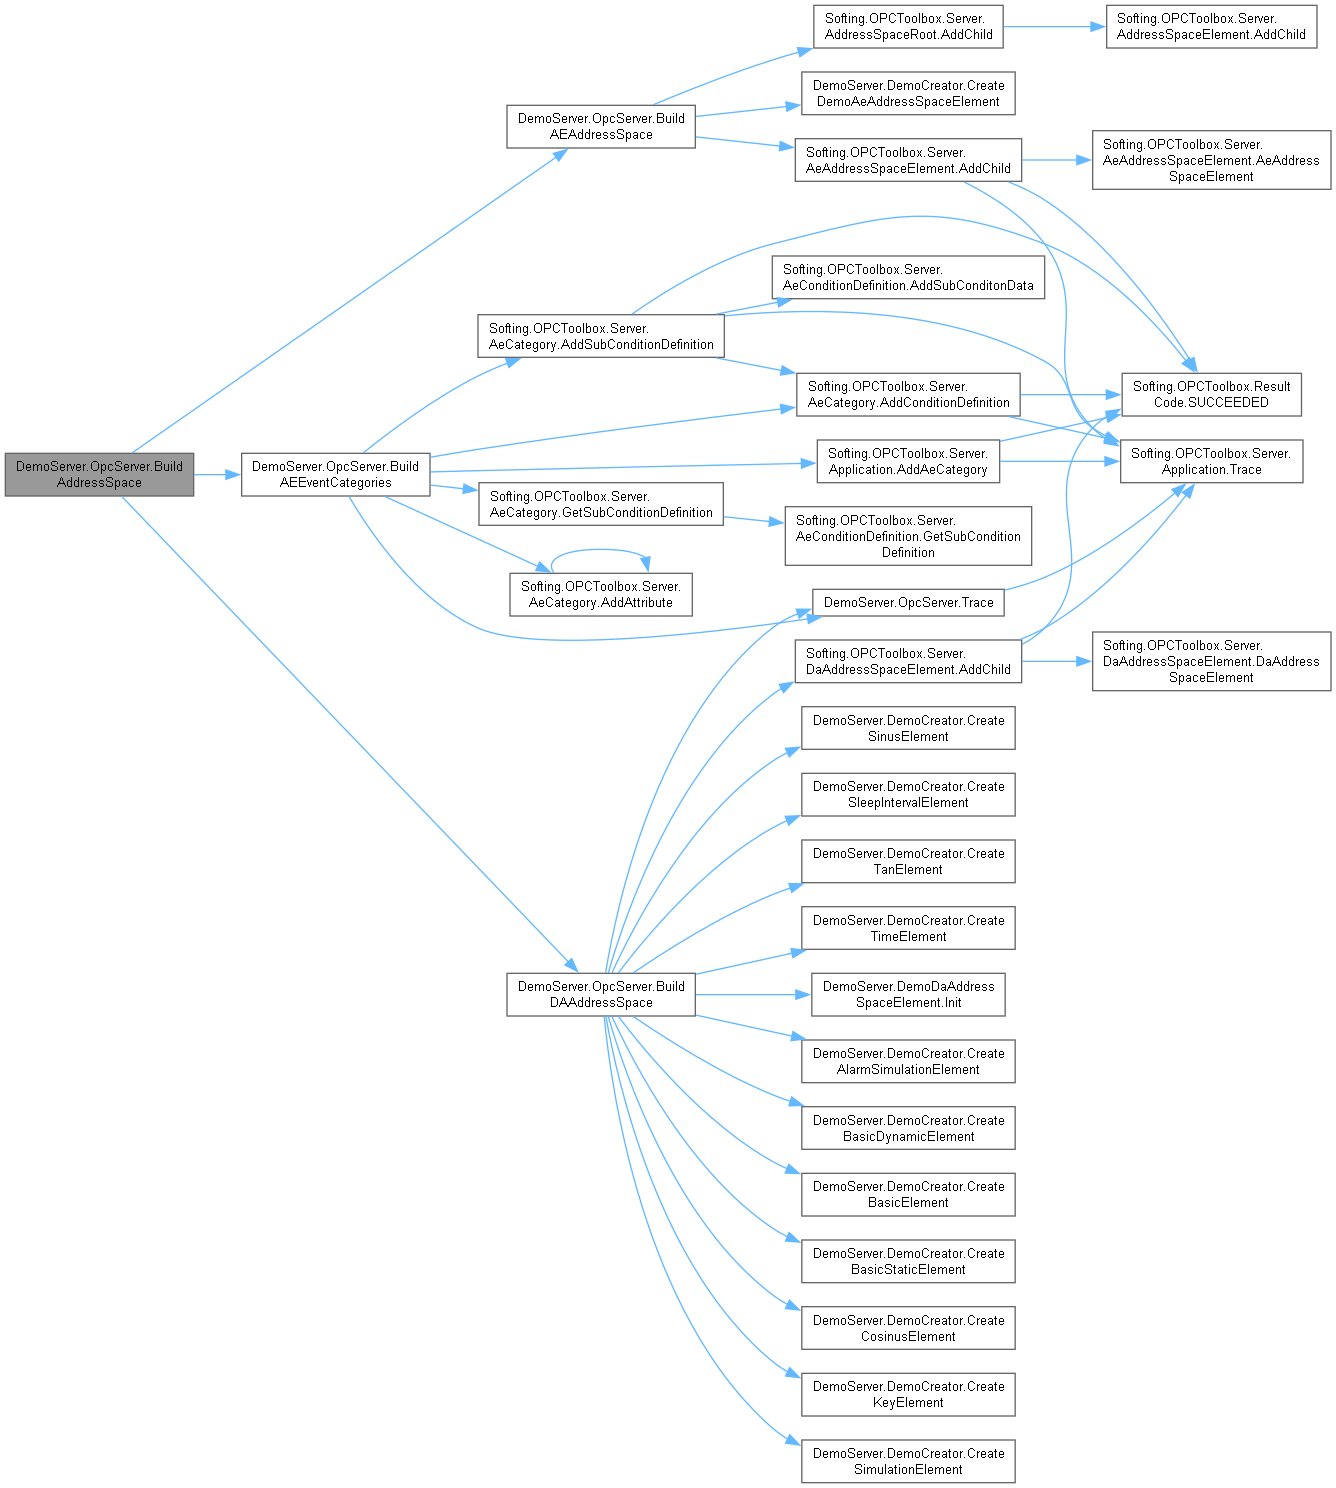 Softing.OPCToolbox.Server.
AddressSpaceRoot.AddChild
Softing.OPCToolbox.Server.
AddressSpaceElement.AddChild
DemoServer.DemoCreator.Create
DemoAeAddressSpaceElement
DemoServer.OpcServer.Build
AEAddressSpace
Softing.OPCToolbox.Server.
AeAddressSpaceElement.AddChild
Softing.OPCToolbox.Server.
AeAddressSpaceElement.AeAddress
SpaceElement
Softing.OPCToolbox.Server.
AeConditionDefinition.AddSubConditonData
Softing.OPCToolbox.Server.
AeCategory.AddSubConditionDefinition
Softing.OPCToolbox.Server.
AeCategory.AddConditionDefinition
Softing.OPCToolbox.Result
Code.SUCCEEDED
DemoServer.OpcServer.Build
AddressSpace
DemoServer.OpcServer.Build
AEEventCategories
Softing.OPCToolbox.Server.
Application.AddAeCategory
Softing.OPCToolbox.Server.
Application.Trace
Softing.OPCToolbox.Server.
AeCategory.GetSubConditionDefinition
Softing.OPCToolbox.Server.
AeConditionDefinition.GetSubCondition
Definition
Softing.OPCToolbox.Server.
AeCategory.AddAttribute
DemoServer.OpcServer.Trace
Softing.OPCToolbox.Server.
DaAddressSpaceElement.AddChild
Softing.OPCToolbox.Server.
DaAddressSpaceElement.DaAddress
SpaceElement
DemoServer.DemoCreator.Create
SinusElement
DemoServer.DemoCreator.Create
SleepIntervalElement
DemoServer.DemoCreator.Create
TanElement
DemoServer.DemoCreator.Create
TimeElement
DemoServer.OpcServer.Build
DAAddressSpace
DemoServer.DemoDaAddress
SpaceElement.Init
DemoServer.DemoCreator.Create
AlarmSimulationElement
DemoServer.DemoCreator.Create
BasicDynamicElement
DemoServer.DemoCreator.Create
BasicElement
DemoServer.DemoCreator.Create
BasicStaticElement
DemoServer.DemoCreator.Create
CosinusElement
DemoServer.DemoCreator.Create
KeyElement
DemoServer.DemoCreator.Create
SimulationElement